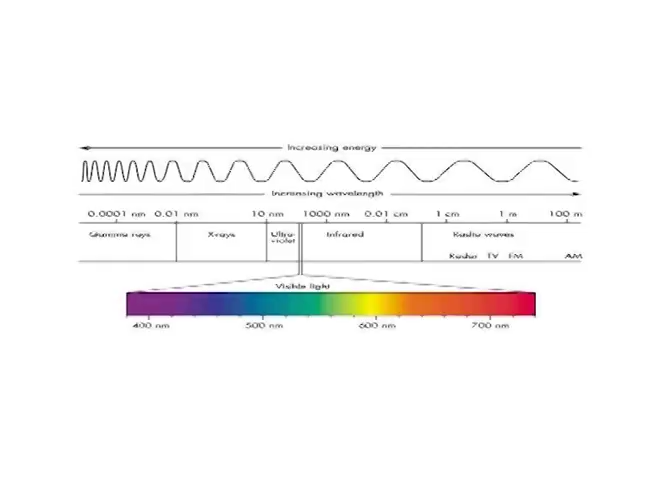 Increasing energy
Increasing wavelength
0.0001 nm 0.01 nm 10 nm 1000 nm 0.01 cm 1 cm 1 m 100 m
Gamma rays X-rays Ultra- Infrared Radio waves
violet
Radar TV FM AM
Visible light
400 nm 500 nm 600 nm 700 nm